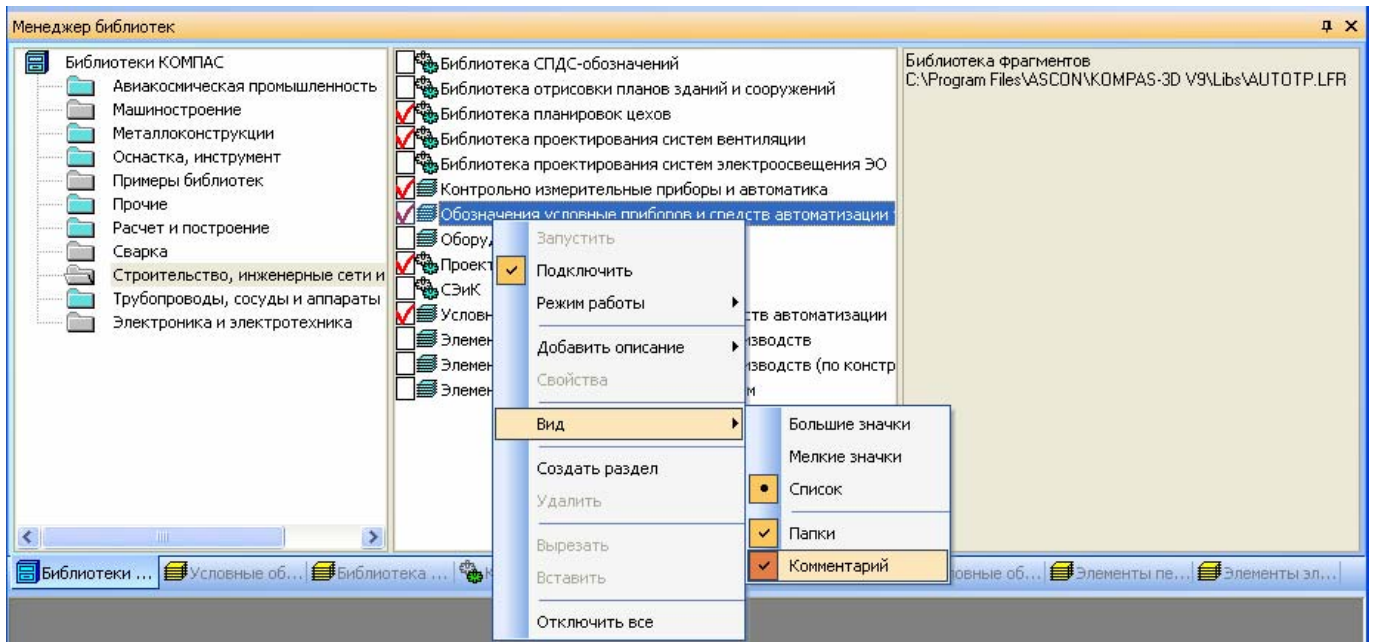 Менеджер библиотек
Библиотеки КОМПАС
Авиакосмическая промышленность
Машиностроение
Металлоконструкции
Оснастка, инструмент
Примеры библиотек
Прочие
Расчет и построение
Сварка
Строительство, инженерные сети и
Трубопроводы, сосуды и аппараты
Электроника и электротехника
Библиотека СПДС-обозначений
Библиотека отрисовки планов зданий и сооружений
Библиотека планировок цехов
Библиотека проектирования систем вентиляции
Библиотека проектирования систем электроосвещения ЭО
Контрольно измерительные приборы и автоматика
Обозначения условные приборов и средств автоматизации
Обору
Проект
СЭиК
Условн тв автоматизации
Элемен зводств
Элемен изводств (по констр
Элемен м
Библиотека фрагментов
C:\Program Files\ASCON\KOMPAS-3D V9\Libs\AUTOTP.LFR
Запустить
Подключить
Режим работы
Добавить описание
Свойства
Вид
Создать раздел
Удалить
Вырезать
Вставить
Отключить все
Большие значки
Мелкие значки
Список
Папки
Комментарий
Библиотеки ... Условные об... Библиотека ... К ловные об... Элементы пе... Элементы эл...